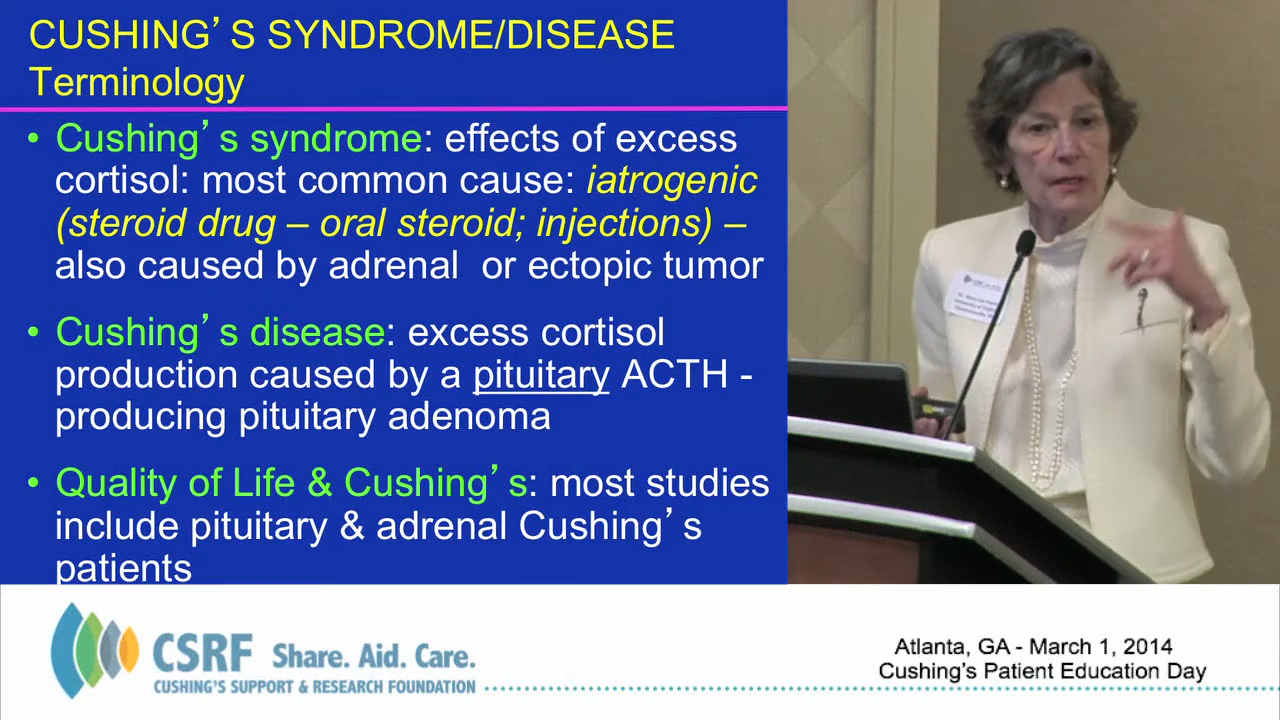 CUSHING’S SYNDROME/DISEASE
Terminology
• Cushing’s syndrome: effects of excess
cortisol: most common cause: iatrogenic
(steroid drug – oral steroid; injections) –
also caused by adrenal or ectopic tumor
• Cushing’s disease: excess cortisol
production caused by a pituitary ACTH -
producing pituitary adenoma
• Quality of Life & Cushing’s: most studies
include pituitary & adrenal Cushing’s
patients
CSRF
CSRF Share. Aid. Care.
CUSHING'S SUPPORT & RESEARCH FOUNDATION
Atlanta, GA - March 1, 2014
Cushing's Patient Education Day